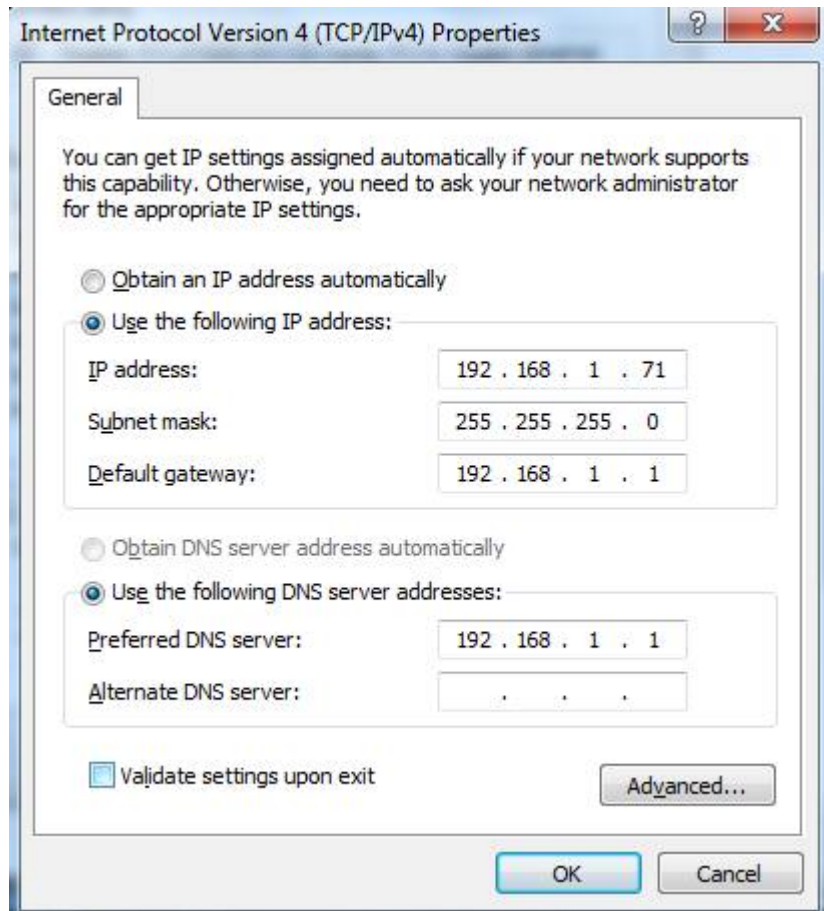 Internet Protocol Version 4 (TCP/IPv4) Properties
General
You can get IP settings assigned automatically if your network supports
this capability. Otherwise, you need to ask your network administrator
for the appropriate IP settings.
Obtain an IP address automatically
Use the following IP address:
IP address: 192 . 168 . 1 . 71
Subnet mask: 255 . 255 . 255 . 0
Default gateway: 192 . 168 . 1 . 1
Obtain DNS server address automatically
Use the following DNS server addresses:
Preferred DNS server: 192 . 168 . 1 . 1
Alternate DNS server: . . .
Validate settings upon exit
Advanced...
OK Cancel